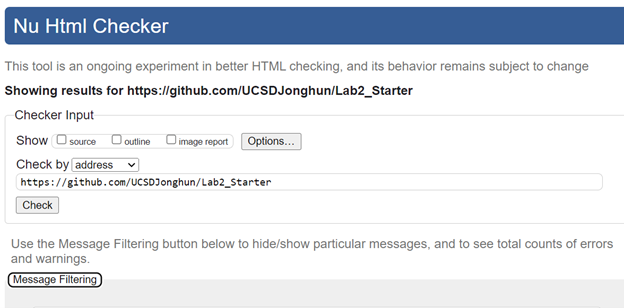 Nu Html Checker
This tool is an ongoing experiment in better HTML checking, and its behavior remains subject to change
Showing results for https://github.com/UCSDJonghun/Lab2_Starter
Checker Input
Show source outline image report Options...
Check by address
https://github.com/UCSDJonghun/Lab2_Starter
Check
Use the Message Filtering button below to hide/show particular messages, and to see total counts of errors
and warnings.
Message Filtering